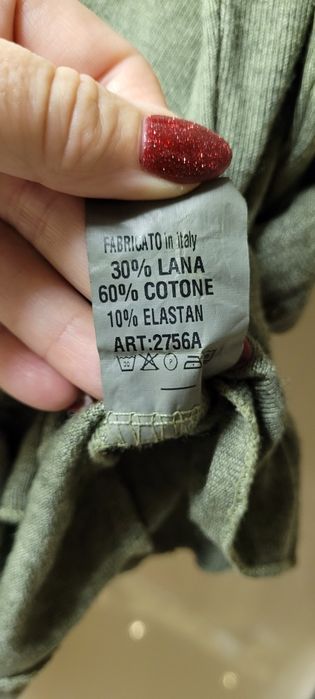 FABRICATO in italy
30% LANA
60% COTONE
10% ELASTAN
ART:2756A